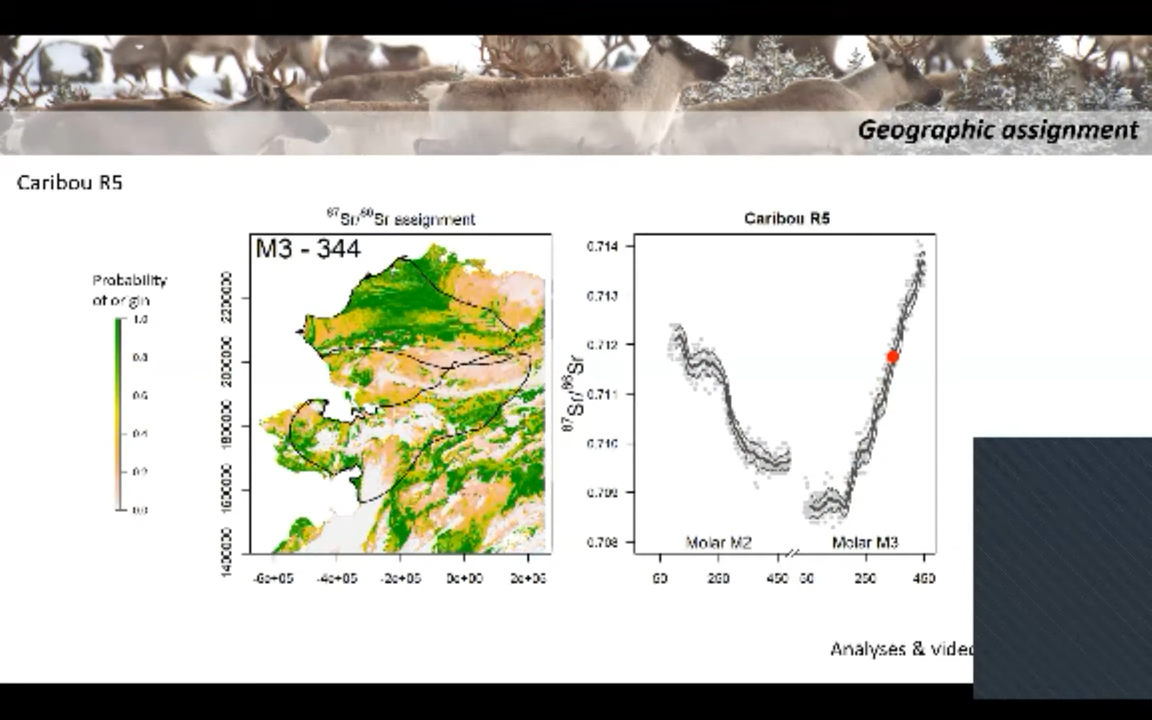 Geographic assignment
Caribou R5
87Sr/86Sr assignment
M3 - 344
Probability
of origin
1.0
0.8
0.6
0.4
0.2
0.0
2200000
2000000
1800000
1600000
1400000
-6e+05 -4e+05 -2e+05 0e+00 2e+05
Caribou R5
87Sr/86Sr
0.714
0.713
0.712
0.711
0.710
0.709
0.708
Molar M2 Molar M3
50 250 450 50 250 450
Analyses & video